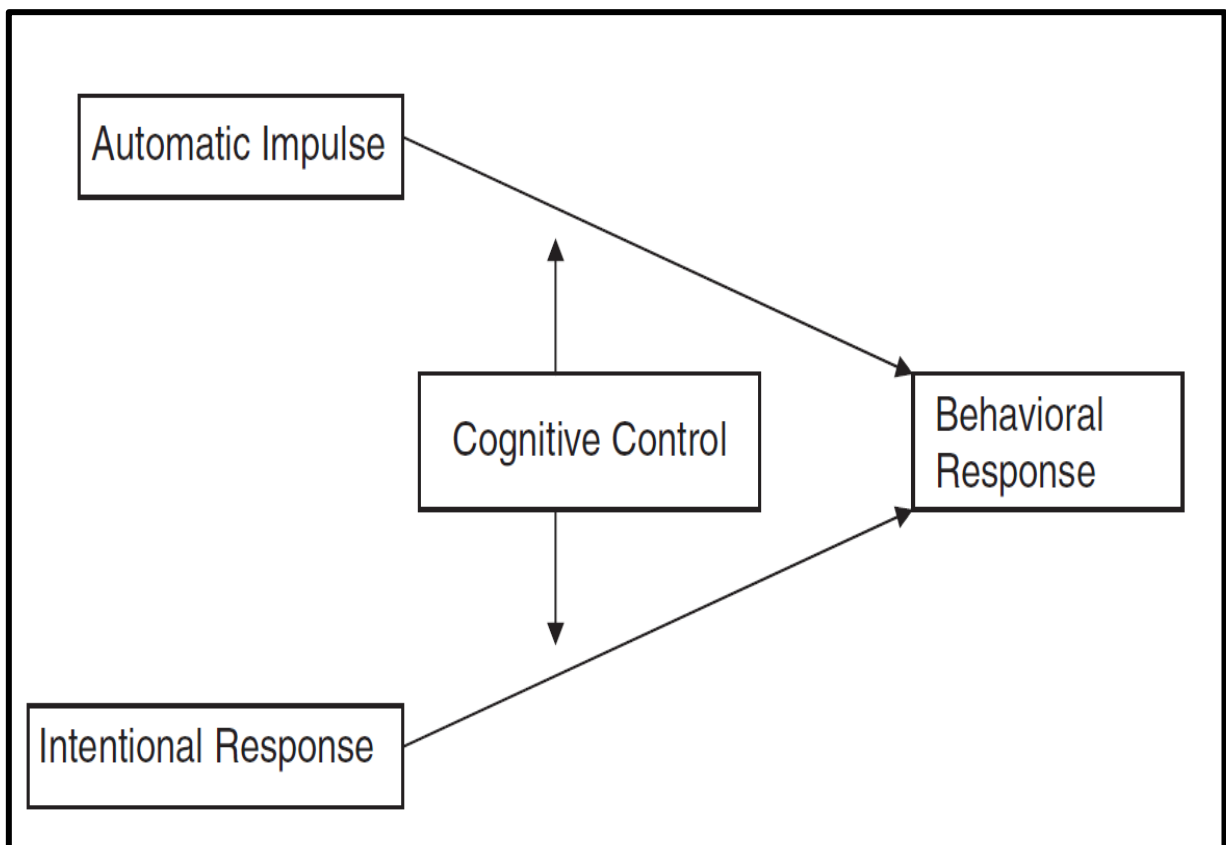 Automatic Impulse
Cognitive Control
Behavioral
Response
Intentional Response